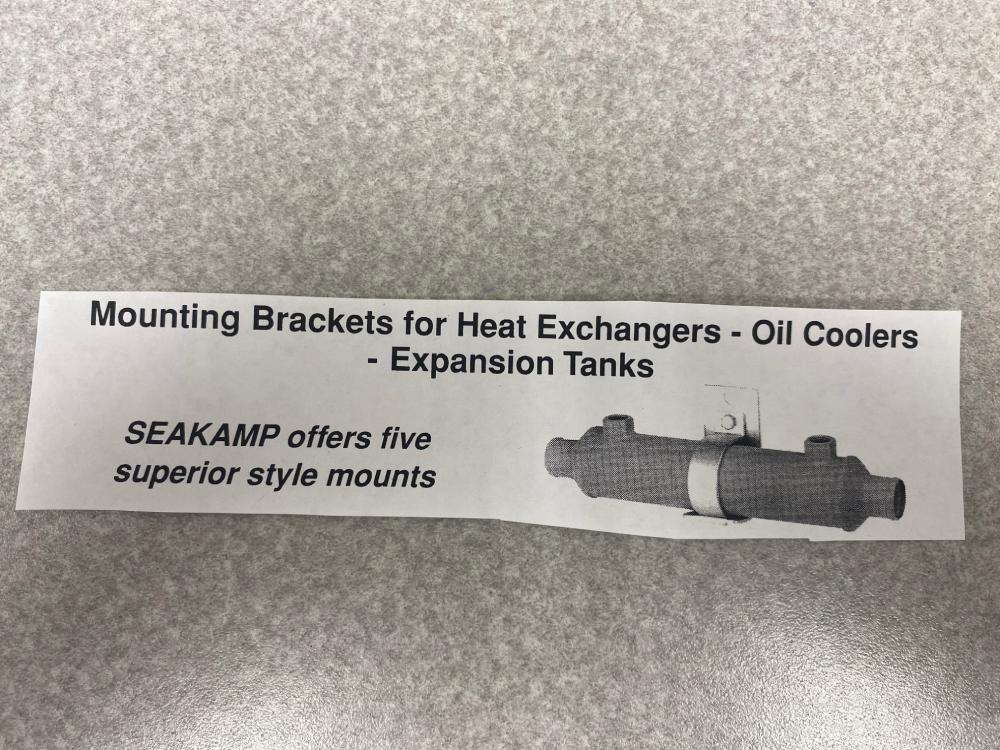 Mounting Brackets for Heat Exchangers - Oil Coolers
- Expansion Tanks
SEAKAMP offers five
superior style mounts